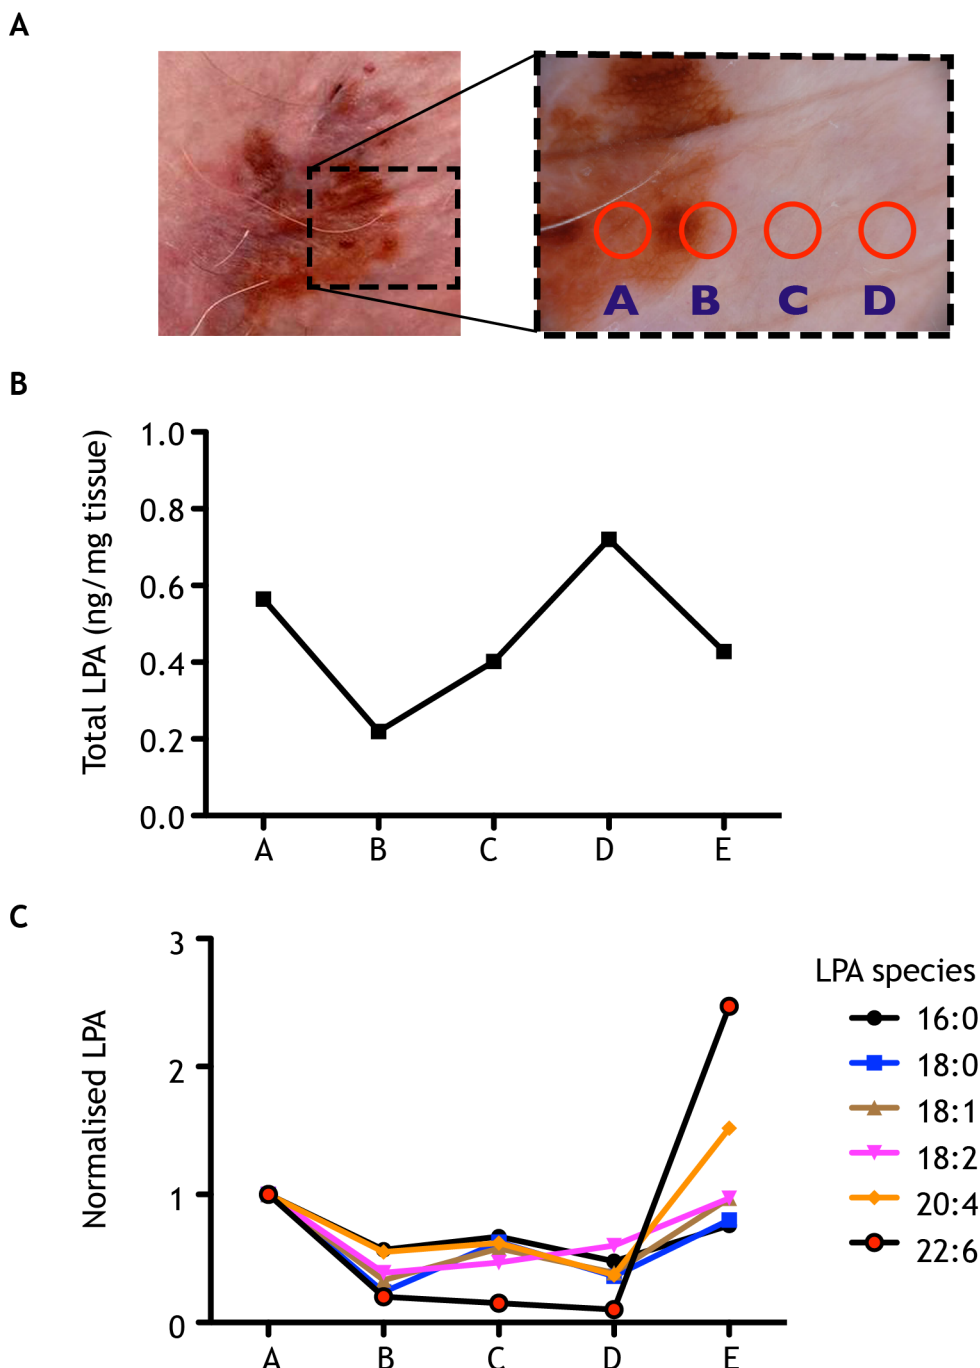 A
A B C D
B
Total LPA (ng/mg tissue)
1.0
0.8
0.6
0.4
0.2
0.0
A B C D E
C
Normalised LPA
3
2
1
0
A B C D E
LPA species
16:0
18:0
18:1
18:2
20:4
22:6